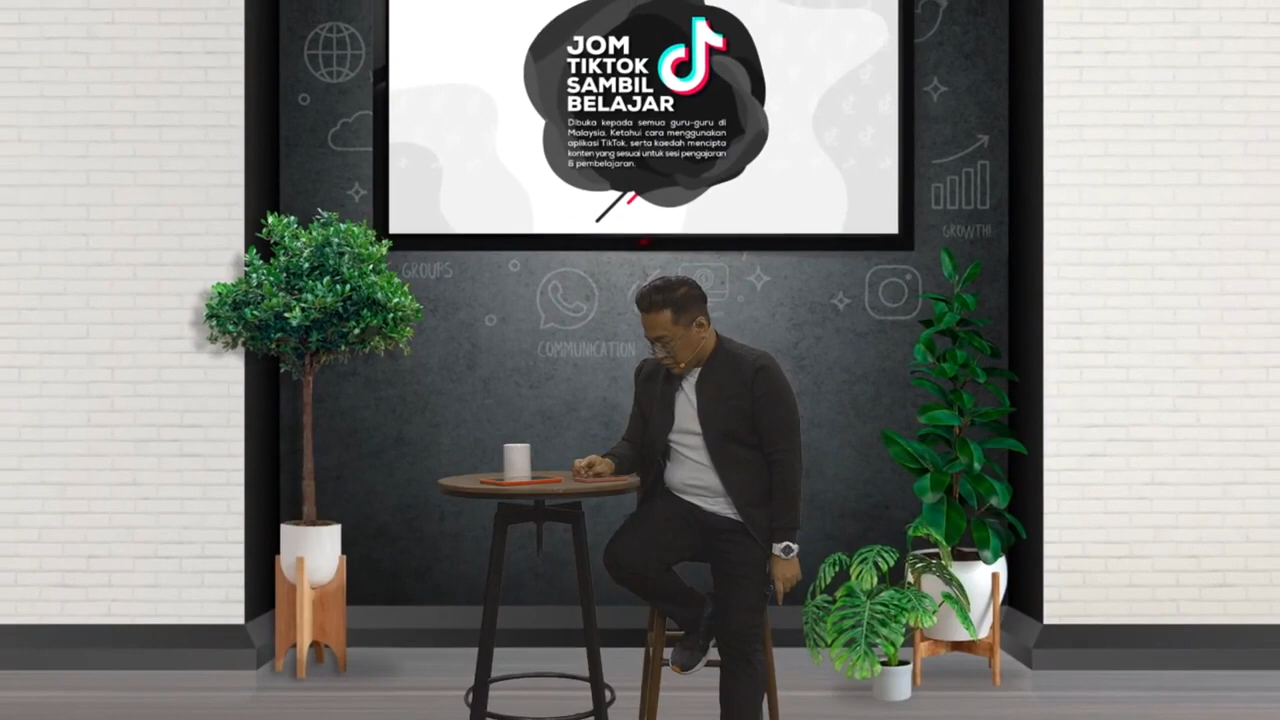 JOM
TIKTOK
SAMBIL
BELAJAR
Dibuka kepada semua guru-guru di
Malaysia. Ketahui cara menggunakan
aplikasi TikTok, serta kaedah mencipta
konten yang sesuai untuk sesi pengajaran
& pembelajaran.
GROWTH!
GROUPS
COMMUNICATION